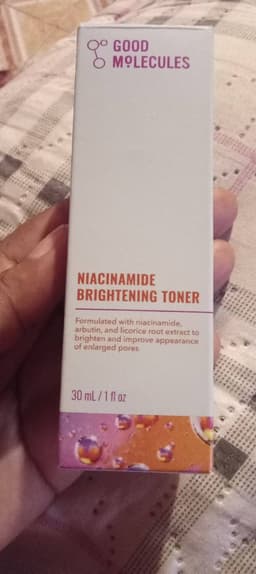 GOOD
MOLECULES
NIACINAMIDE
BRIGHTENING TONER
Formulated with niacinamide,
arbutin, and licorice root extract to
brighten and improve appearance
of enlarged pores
30 mL / 1 fl oz